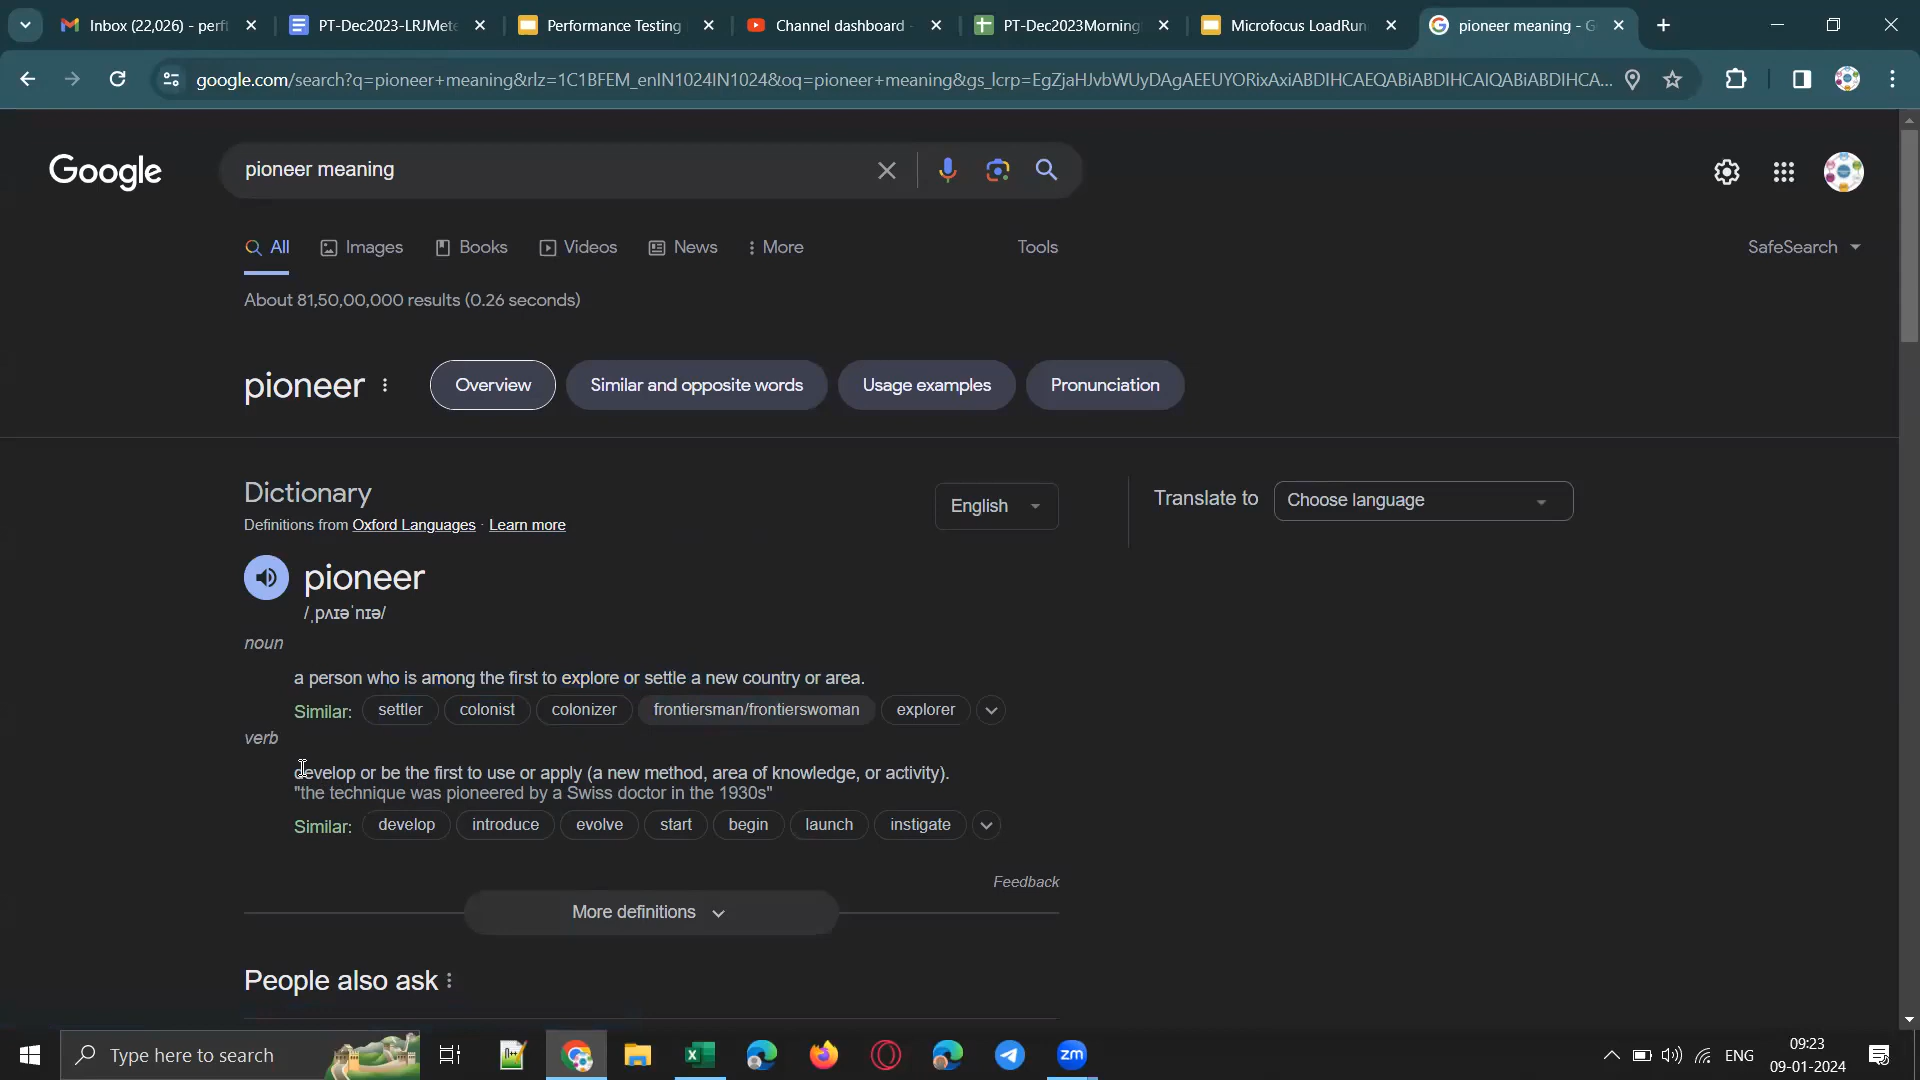 Inbox (22,026) - perft
PT-Dec2023-LRJMete
Performance Testing
Channel dashboard -
PT-Dec2023Morning
Microfocus LoadRun
pioneer meaning - G
google.com/search?q=pioneer+meaning&rlz=1C1BFEM_enIN1024IN1024&oq=pioneer+meaning&gs_lcrp=EgZjaHJvbWUyDAgAEEUYORixAxiABDIHCAEQABiABDIHCAIQABiABDIHCA...
Google
pioneer meaning
All
Images
Books
Videos
News
More
Tools
SafeSearch
About 81,50,00,000 results (0.26 seconds)
pioneer
Overview
Similar and opposite words
Usage examples
Pronunciation
Dictionary
Definitions from Oxford Languages · Learn more
English
Translate to
Choose language
pioneer
/ˌpʌɪəˈnɪə/
noun
a person who is among the first to explore or settle a new country or area.
Similar: settler colonist colonizer frontiersman/frontierswoman explorer
verb
develop or be the first to use or apply (a new method, area of knowledge, or activity).
"the technique was pioneered by a Swiss doctor in the 1930s"
Similar: develop introduce evolve start begin launch instigate
Feedback
More definitions
People also ask
Type here to search
zm
ENG
09:23
09-01-2024